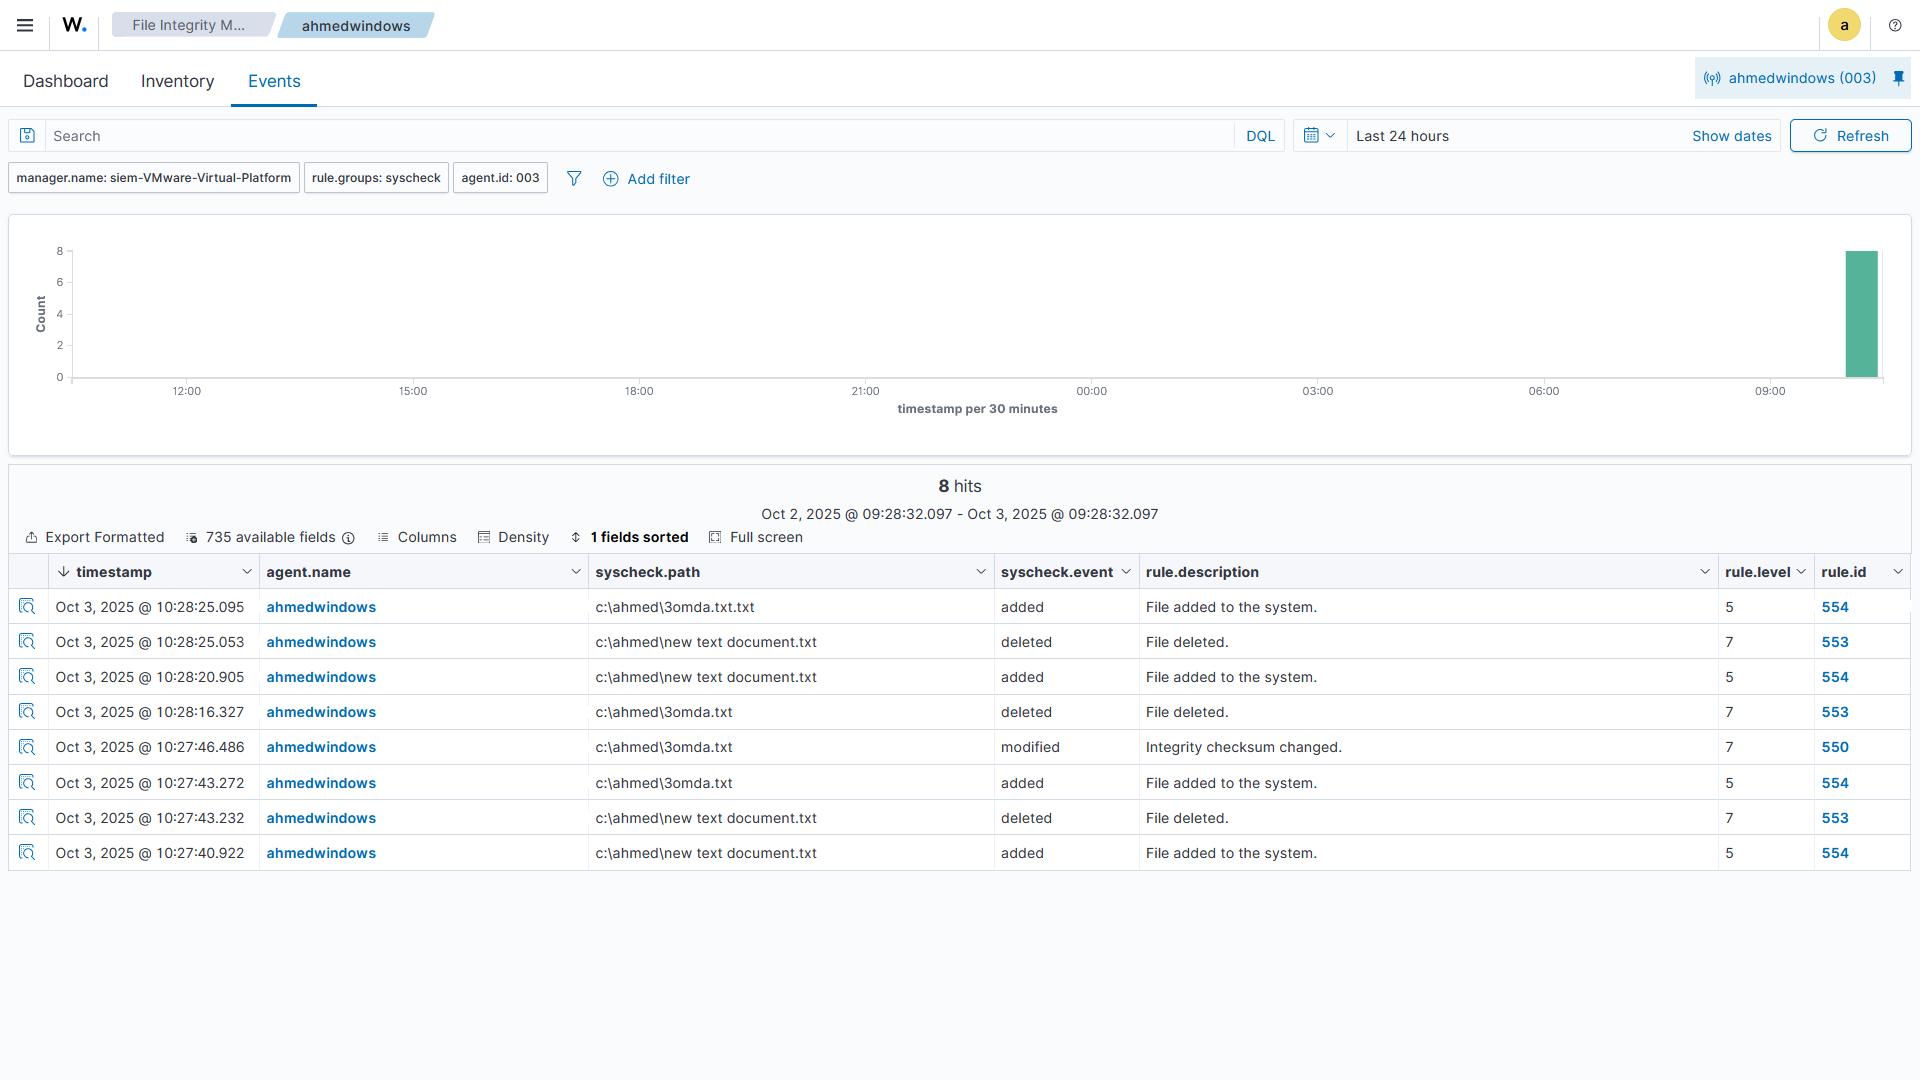 W. File Integrity M... ahmedwindows a
Dashboard Inventory Events ahmedwindows (003)
Search DQL Last 24 hours Show dates Refresh
manager.name: siem-VMware-Virtual-Platform rule.groups: syscheck agent.id: 003 Add filter
8
6
4
2
0
Count
12:00 15:00 18:00 21:00 00:00 03:00 06:00 09:00
timestamp per 30 minutes
8 hits
Oct 2, 2025 @ 09:28:32.097 - Oct 3, 2025 @ 09:28:32.097
Export Formatted 735 available fields Columns Density 1 fields sorted Full screen
timestamp agent.name syscheck.path syscheck.event rule.description rule.level rule.id
Oct 3, 2025 @ 10:28:25.095 ahmedwindows c:\ahmed\3omda.txt.txt added File added to the system. 5 554
Oct 3, 2025 @ 10:28:25.053 ahmedwindows c:\ahmed\new text document.txt deleted File deleted. 7 553
Oct 3, 2025 @ 10:28:20.905 ahmedwindows c:\ahmed\new text document.txt added File added to the system. 5 554
Oct 3, 2025 @ 10:28:16.327 ahmedwindows c:\ahmed\3omda.txt deleted File deleted. 7 553
Oct 3, 2025 @ 10:27:46.486 ahmedwindows c:\ahmed\3omda.txt modified Integrity checksum changed. 7 550
Oct 3, 2025 @ 10:27:43.272 ahmedwindows c:\ahmed\3omda.txt added File added to the system. 5 554
Oct 3, 2025 @ 10:27:43.232 ahmedwindows c:\ahmed\new text document.txt deleted File deleted. 7 553
Oct 3, 2025 @ 10:27:40.922 ahmedwindows c:\ahmed\new text document.txt added File added to the system. 5 554